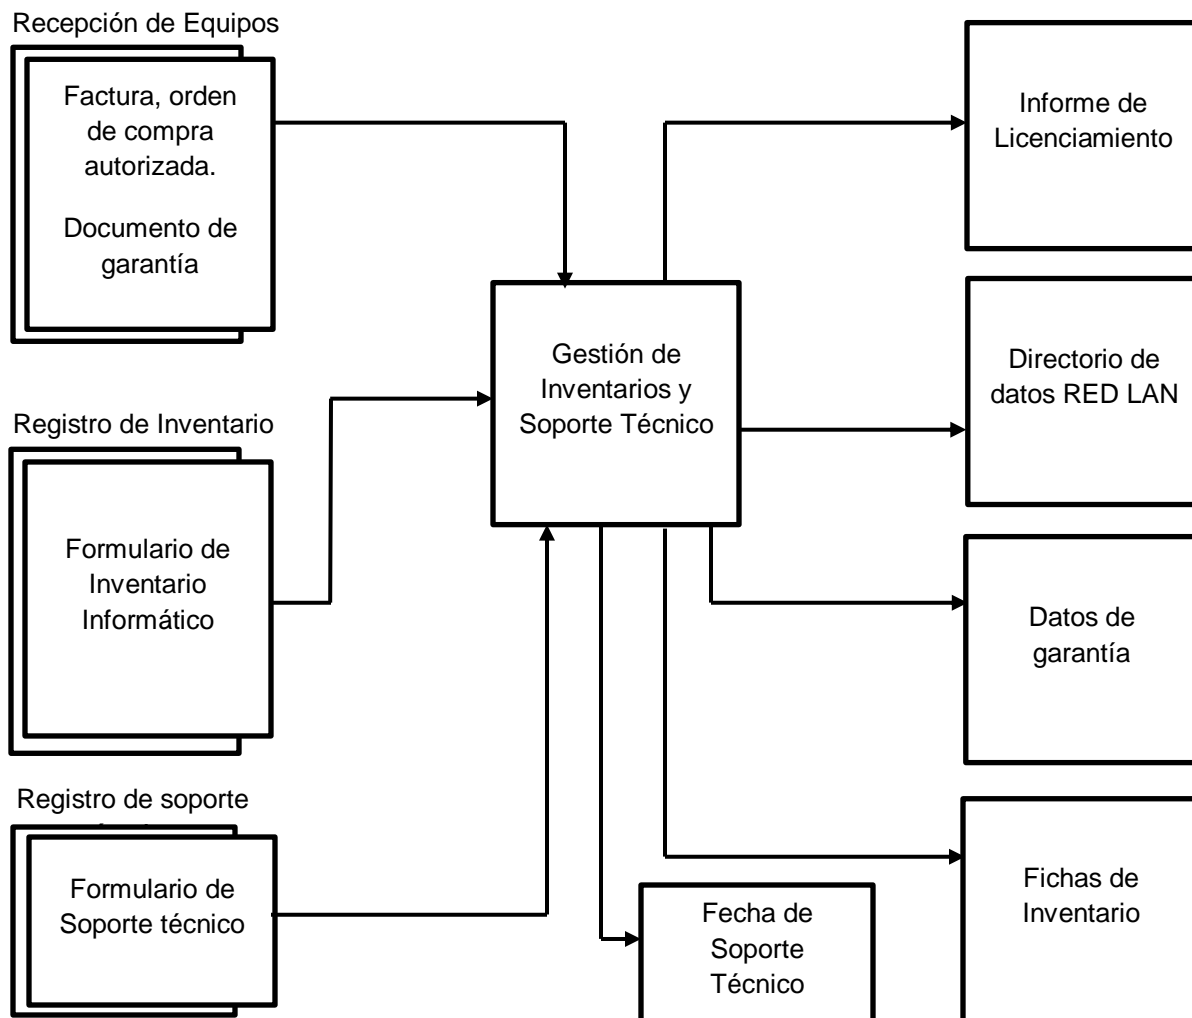 Recepción de Equipos
Factura, orden
de compra
autorizada.
Documento de
garantía
Registro de Inventario
Formulario de
Inventario
Informático
Registro de soporte
Formulario de
Soporte técnico
Gestión de
Inventarios y
Soporte Técnico
Informe de
Licenciamiento
Directorio de
datos RED LAN
Datos de
garantía
Fichas de
Inventario
Fecha de
Soporte
Técnico